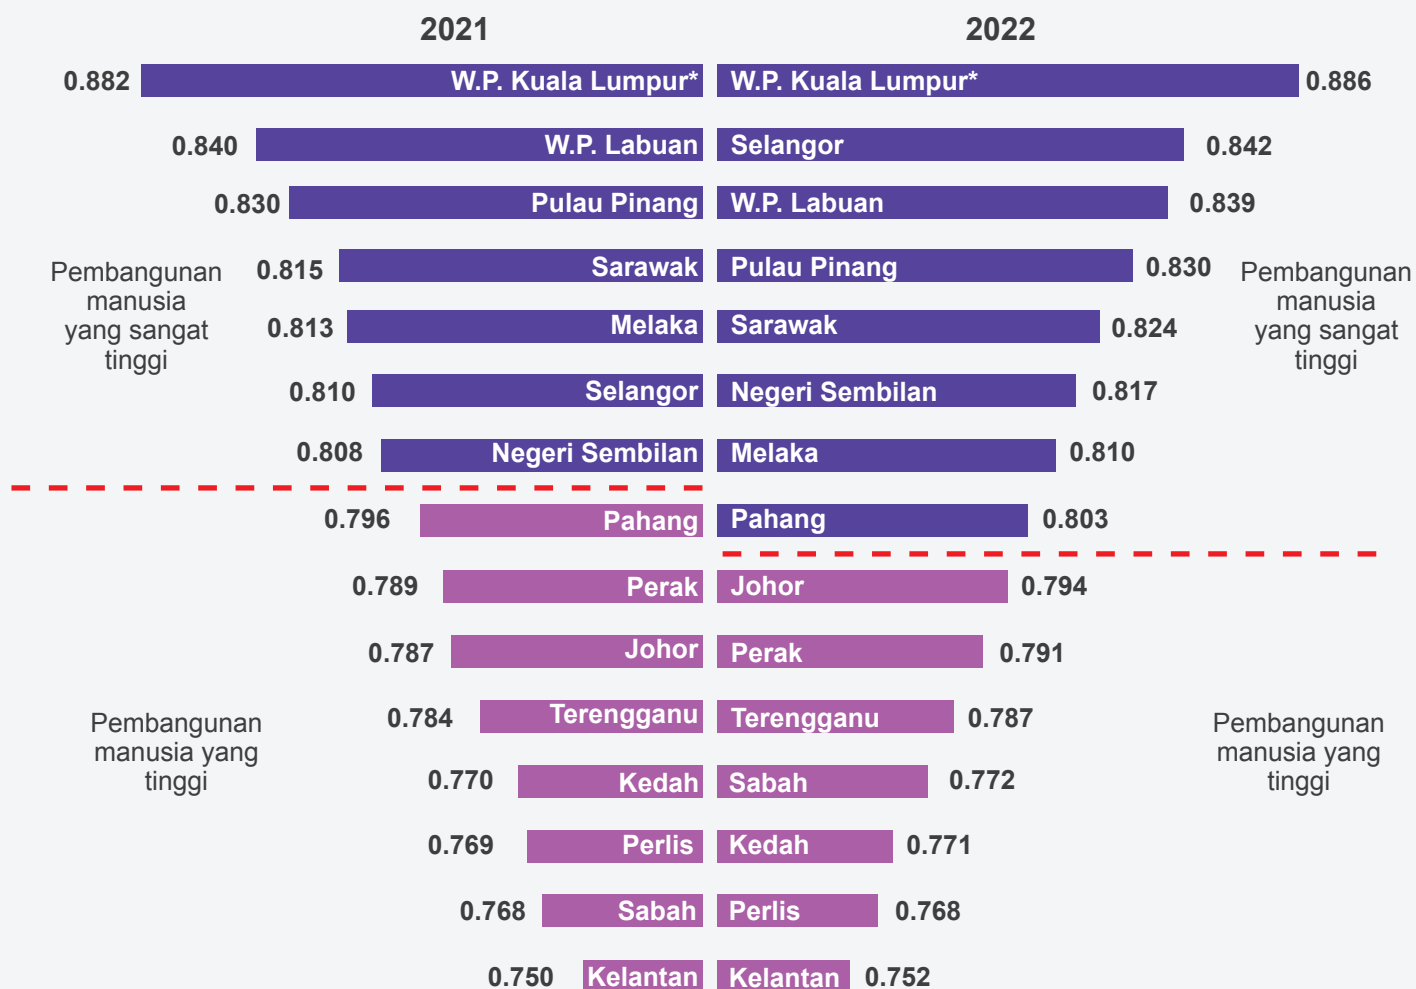 2021 2022
0.882 W.P. Kuala Lumpur* W.P. Kuala Lumpur* 0.886
0.840 W.P. Labuan Selangor 0.842
0.830 Pulau Pinang W.P. Labuan 0.839
0.815 Sarawak Pulau Pinang 0.830
0.813 Melaka Sarawak 0.824
0.810 Selangor Negeri Sembilan 0.817
0.808 Negeri Sembilan Melaka 0.810
Pembangunan
manusia
yang sangat
tinggi
Pembangunan
manusia
yang sangat
tinggi
0.796 Pahang Pahang 0.803
0.789 Perak Johor 0.794
0.787 Johor Perak 0.791
0.784 Terengganu Terengganu 0.787
0.770 Kedah Sabah 0.772
0.769 Perlis Kedah 0.771
0.768 Sabah Perlis 0.768
0.750 Kelantan Kelantan 0.752
Pembangunan
manusia yang
tinggi
Pembangunan
manusia yang
tinggi